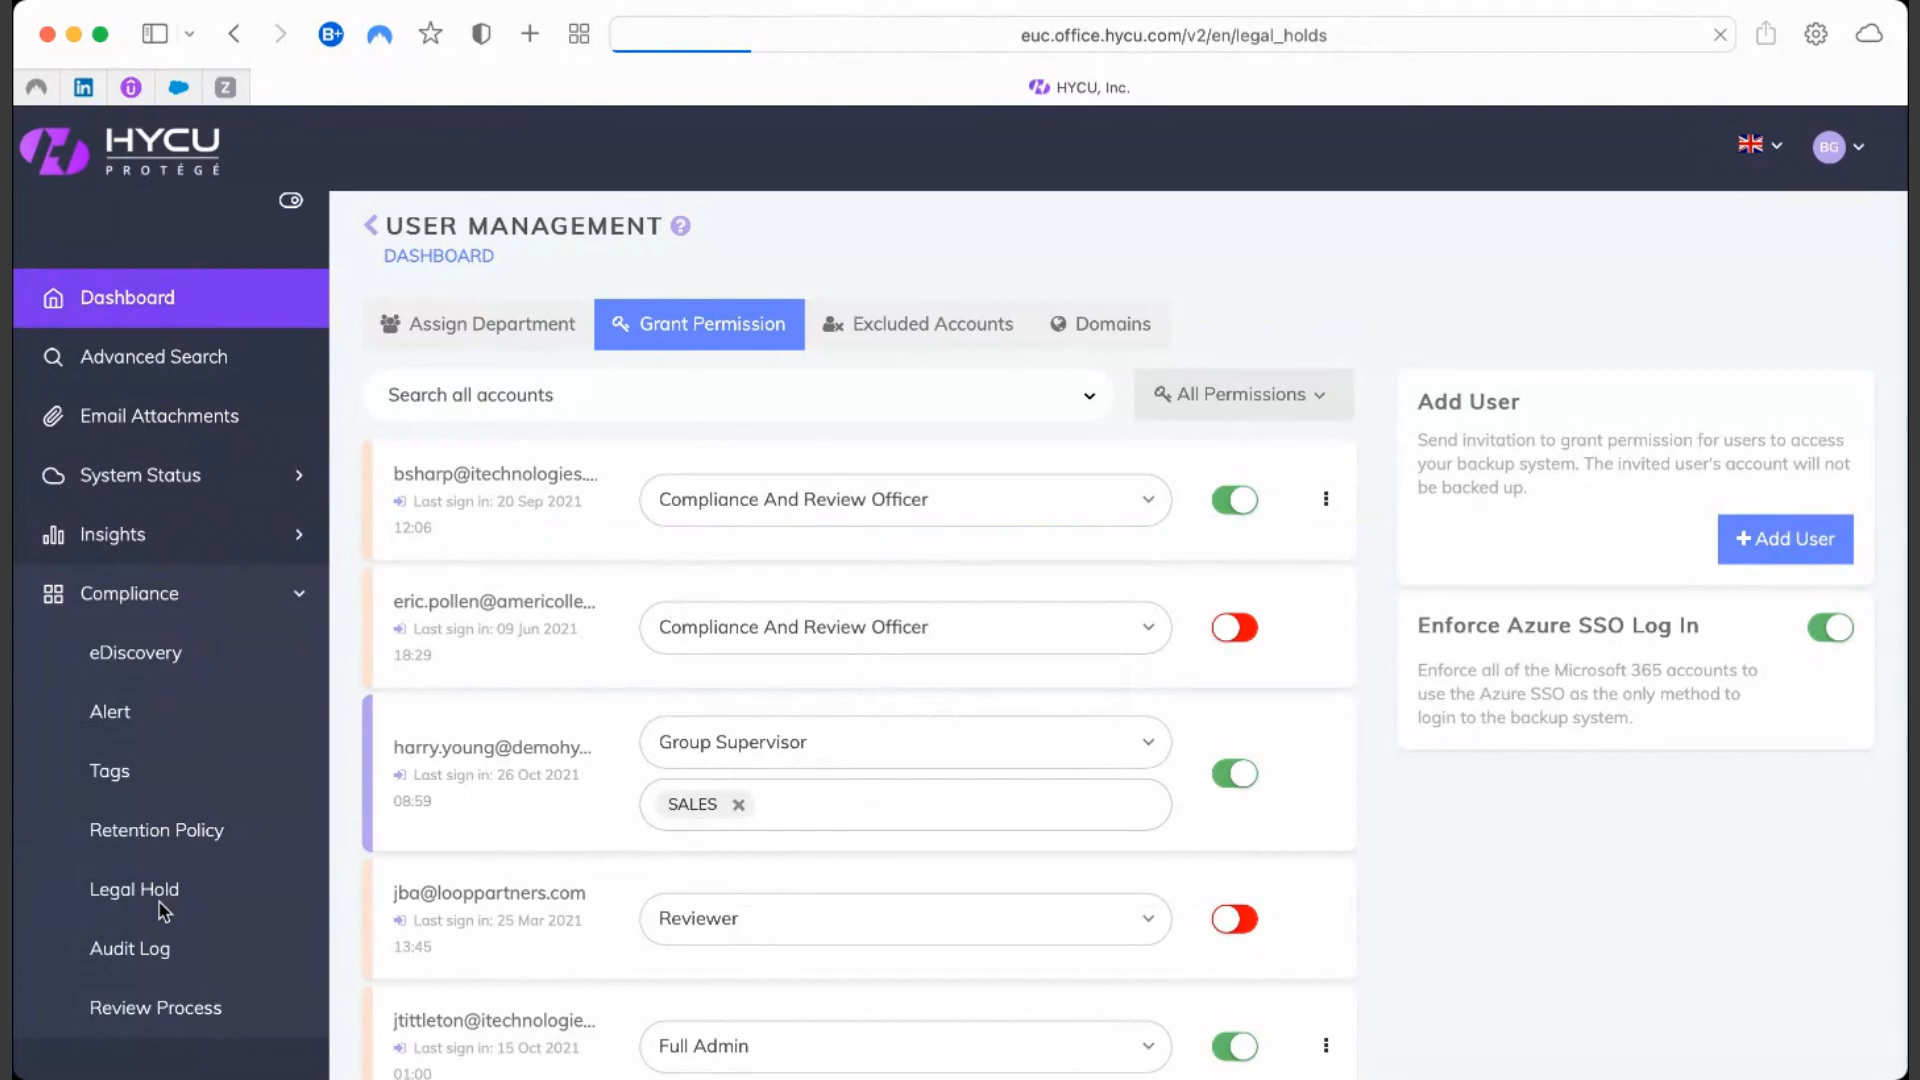 B+
euc.office.hycu.com/v2/en/legal_holds
in
Z
HYCU, Inc.
HYCU
PROTÉGÉ
BG
USER MANAGEMENT ?
DASHBOARD
Dashboard
Advanced Search
Email Attachments
System Status
Insights
Compliance
eDiscovery
Alert
Tags
Retention Policy
Legal Hold
Audit Log
Review Process
Assign Department
Grant Permission
Excluded Accounts
Domains
Search all accounts
All Permissions
bsharp@itechnologies....
Last sign in: 20 Sep 2021
12:06
Compliance And Review Officer
eric.pollen@americolle...
Last sign in: 09 Jun 2021
18:29
Compliance And Review Officer
harry.young@demohy...
Last sign in: 26 Oct 2021
08:59
Group Supervisor
SALES
jba@looppartners.com
Last sign in: 25 Mar 2021
13:45
Reviewer
jtittleton@itechnologie...
Last sign in: 15 Oct 2021
01:00
Full Admin
Add User
Send invitation to grant permission for users to access
your backup system. The invited user's account will not
be backed up.
+ Add User
Enforce Azure SSO Log In
Enforce all of the Microsoft 365 accounts to
use the Azure SSO as the only method to
login to the backup system.